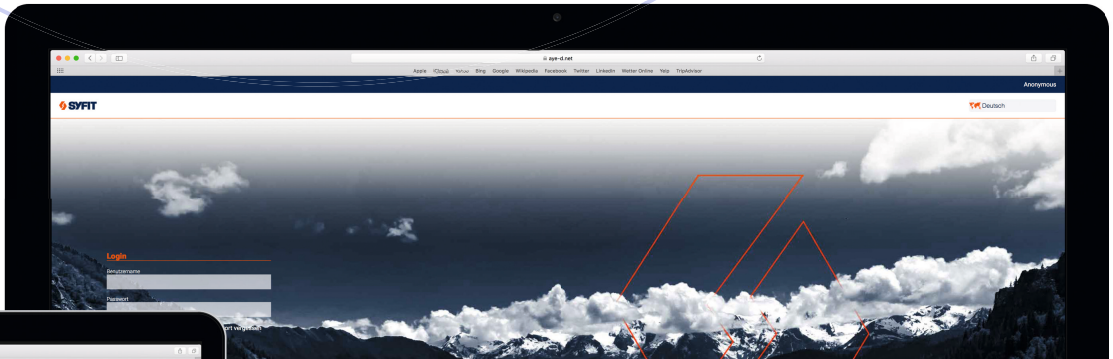 aye-d.net
Apple iCloud Yahoo Bing Google Wikipedia Facebook Twitter LinkedIn Wetter Online Yelp TripAdvisor
Anonymous
SYFIT
Deutsch
Login
Benutzername
Passwort
ort vergessen